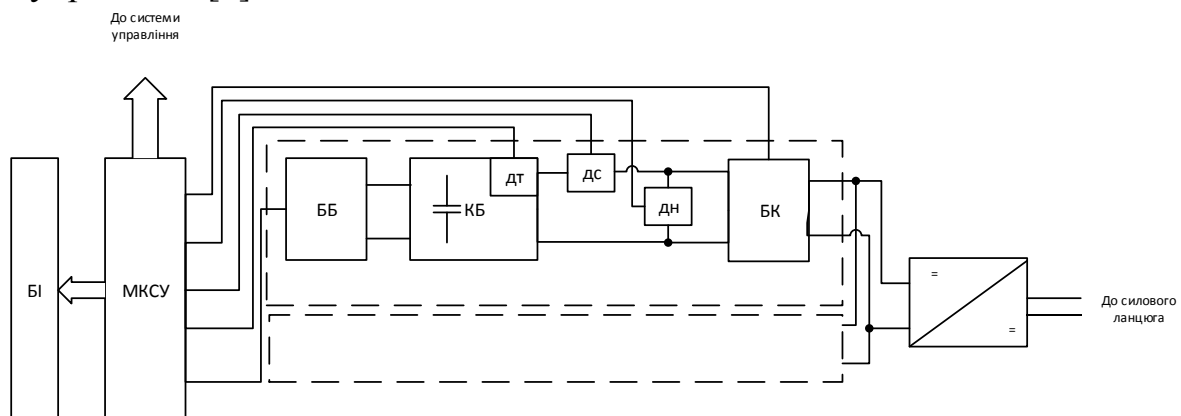 До системи
управління
БІ
МКСУ
ББ
КБ
ДТ
ДС
ДН
БК
=
=
До силового
ланцюга